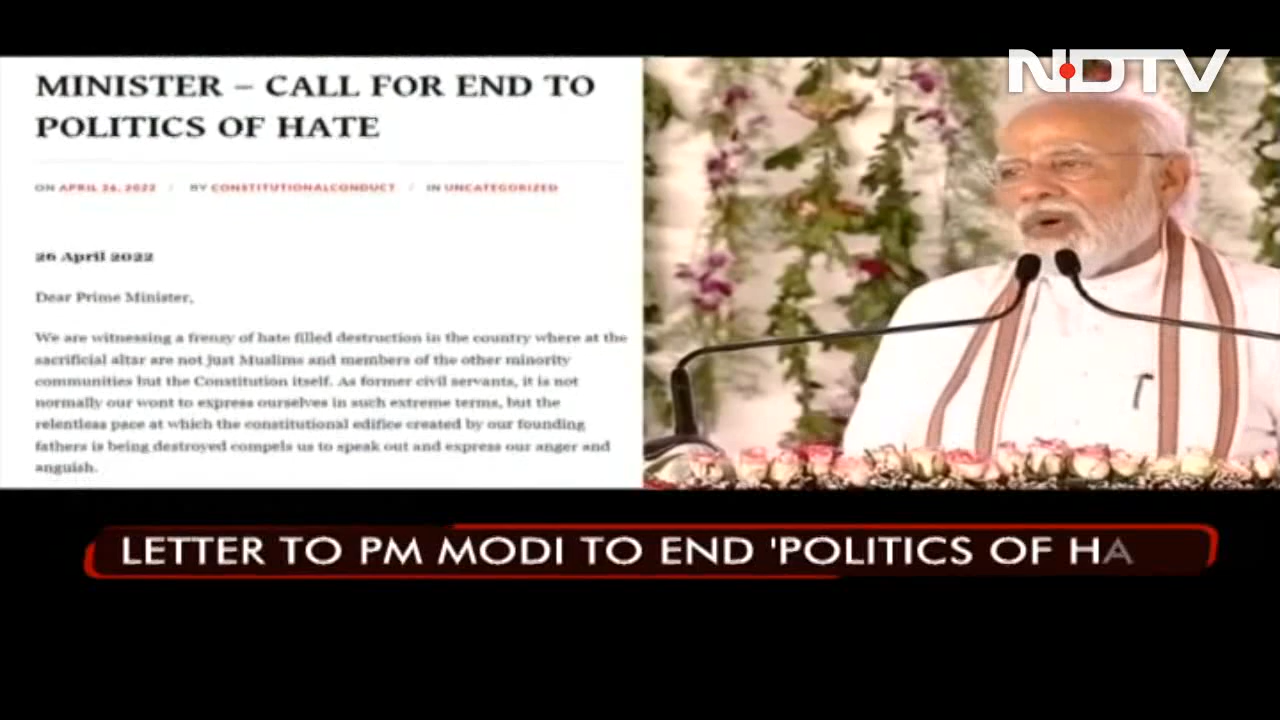 NDTV
MINISTER – CALL FOR END TO
POLITICS OF HATE
ON APRIL 26, 2022 / BY CONSTITUTIONALCONDUCT / IN UNCATEGORIZED
26 April 2022
Dear Prime Minister,
We are witnessing a frenzy of hate filled destruction in the country where at the
sacrificial altar are not just Muslims and members of the other minority
communities but the Constitution itself. As former civil servants, it is not
normally our wont to express ourselves in such extreme terms, but the
relentless pace at which the constitutional edifice created by our founding
fathers is being destroyed compels us to speak out and express our anger and
anguish.
LETTER TO PM MODI TO END 'POLITICS OF HA